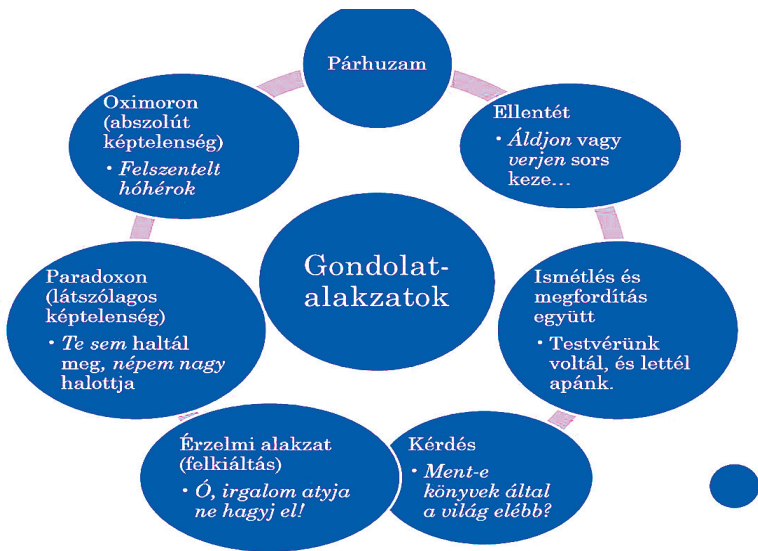 Párhuzam
Ellentét
• Áldjon vagy
verjen sors
keze…
Ismétlés és
megfordítás
együtt
• Testvérünk
voltál, és lettél
apánk.
Kérdés
• Ment-e
könyvek által
a világ elébb?
Érzelmi alakzat
(felkiáltás)
• Ó, irgalom atyja
ne hagyj el!
Paradoxon
(látszólagos
képtelenség)
• Te sem haltál
meg, népem nagy
halottja
Oximoron
(abszolút
képtelenség)
• Felszentelt
hóhérok
Gondolat-
alakzatok